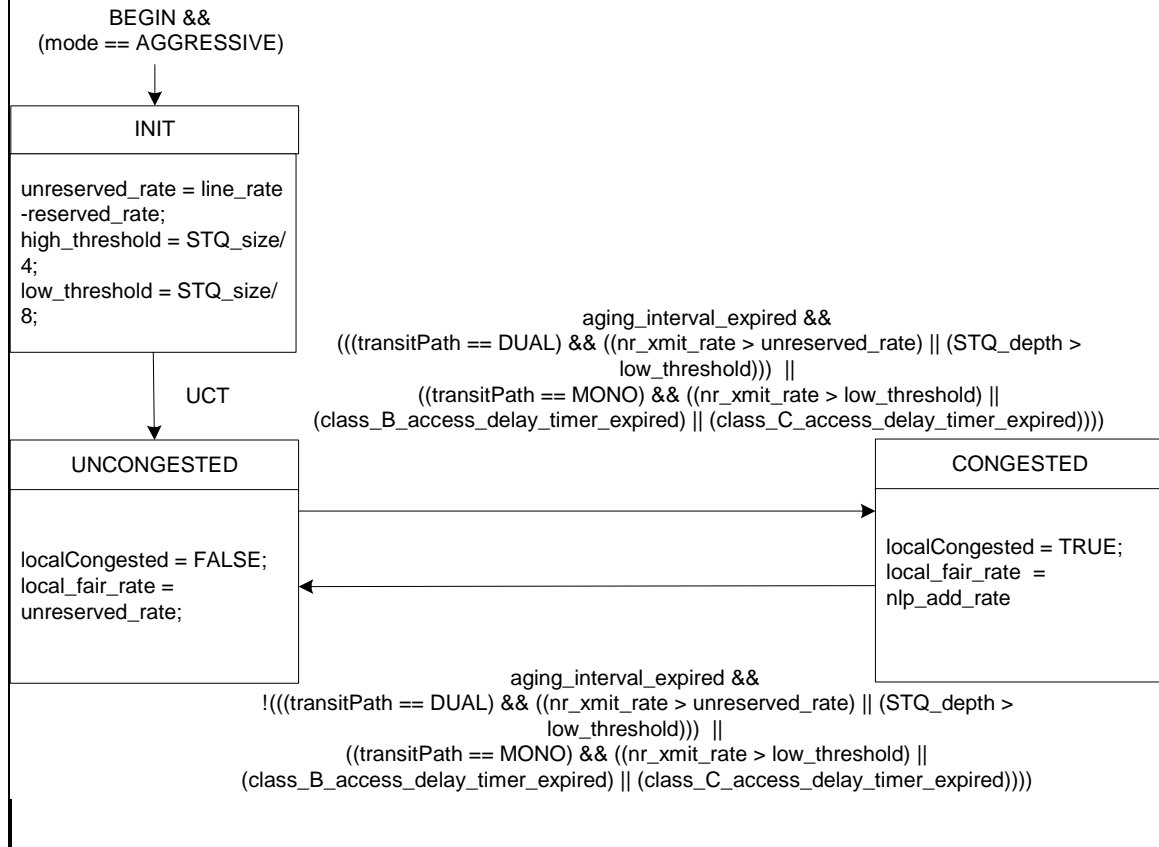 BEGIN &&
(mode == AGGRESSIVE)
INIT
unreserved_rate = line_rate
-reserved_rate;
high_threshold = STQ_size/
4;
low_threshold = STQ_size/
8;
UCT
aging_interval_expired &&
(((transitPath == DUAL) && ((nr_xmit_rate > unreserved_rate) || (STQ_depth >
low_threshold))) ||
((transitPath == MONO) && ((nr_xmit_rate > low_threshold) ||
(class_B_access_delay_timer_expired) || (class_C_access_delay_timer_expired))))
UNCONGESTED
localCongested = FALSE;
local_fair_rate =
unreserved_rate;
CONGESTED
localCongested = TRUE;
local_fair_rate =
nlp_add_rate
aging_interval_expired &&
!(((transitPath == DUAL) && ((nr_xmit_rate > unreserved_rate) || (STQ_depth >
low_threshold))) ||
((transitPath == MONO) && ((nr_xmit_rate > low_threshold) ||
(class_B_access_delay_timer_expired) || (class_C_access_delay_timer_expired))))